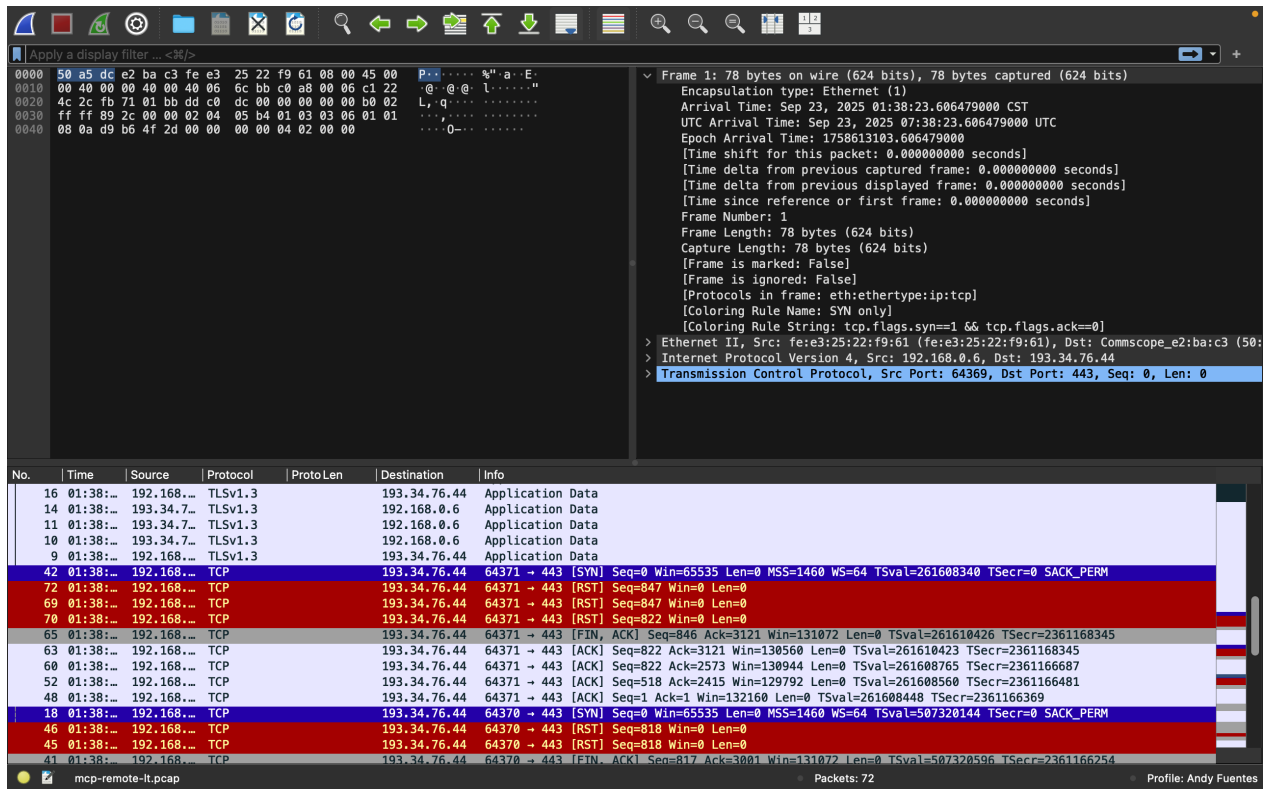 1 2
3
Apply a display filter ... <⌘/>
0000 50 a5 dc e2 ba c3 fe e3 25 22 f9 61 08 00 45 00 P······· %"·a··E·
0010 00 40 00 00 40 00 40 06 6c bb c0 a8 00 06 c1 22 ·@··@·@· l······"
0020 4c 2c fb 71 01 bb dd c0 dc 00 00 00 00 00 b0 02 L,·q···· ········
0030 ff ff 89 2c 00 00 02 04 05 b4 01 03 03 06 01 01 ···,···· ········
0040 08 0a d9 b6 4f 2d 00 00 00 00 04 02 00 00 ····O-·· ······
Frame 1: 78 bytes on wire (624 bits), 78 bytes captured (624 bits)
Encapsulation type: Ethernet (1)
Arrival Time: Sep 23, 2025 01:38:23.606479000 CST
UTC Arrival Time: Sep 23, 2025 07:38:23.606479000 UTC
Epoch Arrival Time: 1758613103.606479000
[Time shift for this packet: 0.000000000 seconds]
[Time delta from previous captured frame: 0.000000000 seconds]
[Time delta from previous displayed frame: 0.000000000 seconds]
[Time since reference or first frame: 0.000000000 seconds]
Frame Number: 1
Frame Length: 78 bytes (624 bits)
Capture Length: 78 bytes (624 bits)
[Frame is marked: False]
[Frame is ignored: False]
[Protocols in frame: eth:ethertype:ip:tcp]
[Coloring Rule Name: SYN only]
[Coloring Rule String: tcp.flags.syn==1 && tcp.flags.ack==0]
Ethernet II, Src: fe:e3:25:22:f9:61 (fe:e3:25:22:f9:61), Dst: Commscope_e2:ba:c3 (50:
Internet Protocol Version 4, Src: 192.168.0.6, Dst: 193.34.76.44
Transmission Control Protocol, Src Port: 64369, Dst Port: 443, Seq: 0, Len: 0
No. Time Source Protocol Proto Len Destination Info
16 01:38:… 192.168.… TLSv1.3 193.34.76.44 Application Data
14 01:38:… 193.34.7… TLSv1.3 192.168.0.6 Application Data
11 01:38:… 193.34.7… TLSv1.3 192.168.0.6 Application Data
10 01:38:… 193.34.7… TLSv1.3 192.168.0.6 Application Data
9 01:38:… 192.168.… TLSv1.3 193.34.76.44 Application Data
42 01:38:… 192.168.… TCP 193.34.76.44 64371 → 443 [SYN] Seq=0 Win=65535 Len=0 MSS=1460 WS=64 TSval=261608340 TSecr=0 SACK_PERM
72 01:38:… 192.168.… TCP 193.34.76.44 64371 → 443 [RST] Seq=847 Win=0 Len=0
69 01:38:… 192.168.… TCP 193.34.76.44 64371 → 443 [RST] Seq=847 Win=0 Len=0
70 01:38:… 192.168.… TCP 193.34.76.44 64371 → 443 [RST] Seq=822 Win=0 Len=0
65 01:38:… 192.168.… TCP 193.34.76.44 64371 → 443 [FIN, ACK] Seq=846 Ack=3121 Win=131072 Len=0 TSval=261610426 TSecr=2361168345
63 01:38:… 192.168.… TCP 193.34.76.44 64371 → 443 [ACK] Seq=822 Ack=3121 Win=130560 Len=0 TSval=261610423 TSecr=2361168345
60 01:38:… 192.168.… TCP 193.34.76.44 64371 → 443 [ACK] Seq=822 Ack=2573 Win=130944 Len=0 TSval=261608765 TSecr=2361166687
52 01:38:… 192.168.… TCP 193.34.76.44 64371 → 443 [ACK] Seq=518 Ack=2415 Win=129792 Len=0 TSval=261608560 TSecr=2361166481
48 01:38:… 192.168.… TCP 193.34.76.44 64371 → 443 [ACK] Seq=1 Ack=1 Win=132160 Len=0 TSval=261608448 TSecr=2361166369
18 01:38:… 192.168.… TCP 193.34.76.44 64370 → 443 [SYN] Seq=0 Win=65535 Len=0 MSS=1460 WS=64 TSval=507320144 TSecr=0 SACK_PERM
46 01:38:… 192.168.… TCP 193.34.76.44 64370 → 443 [RST] Seq=818 Win=0 Len=0
45 01:38:… 192.168.… TCP 193.34.76.44 64370 → 443 [RST] Seq=818 Win=0 Len=0
41 01:38:… 192.168.… TCP 193.34.76.44 64370 → 443 [FIN, ACK] Seq=817 Ack=3001 Win=131072 Len=0 TSval=507320596 TSecr=2361166254
mcp-remote-lt.pcap Packets: 72 Profile: Andy Fuentes